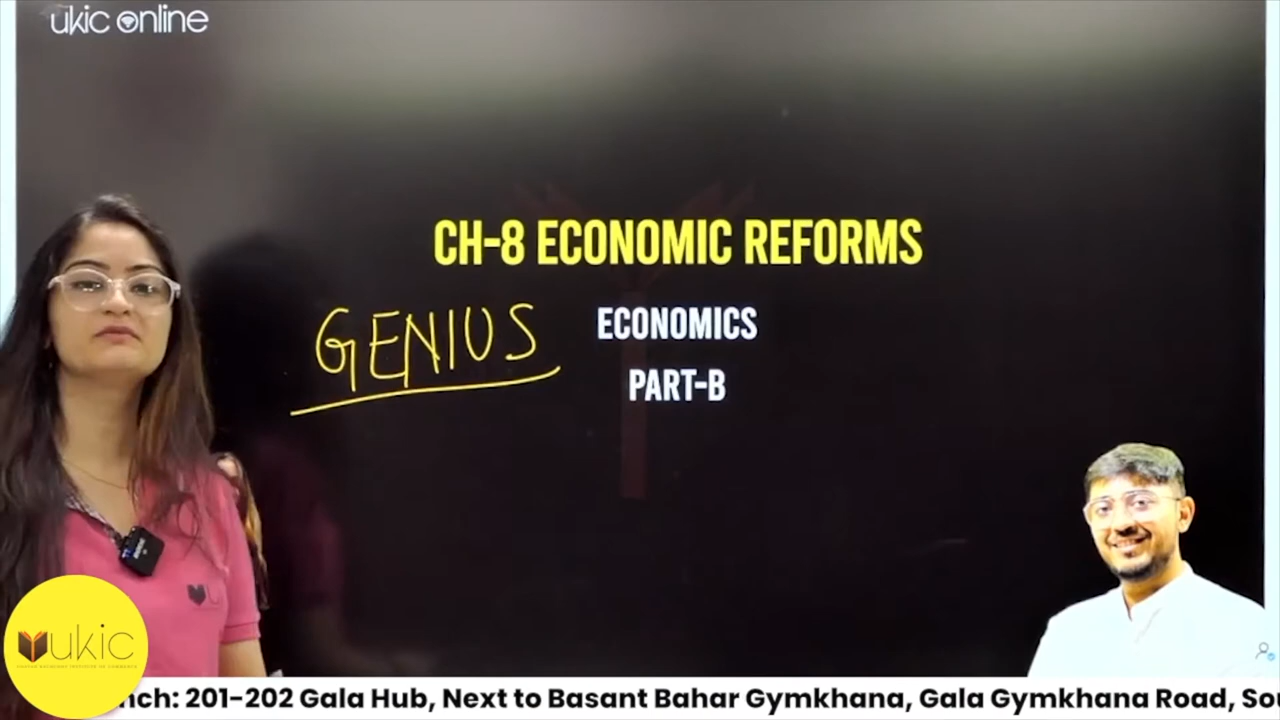 ukic online
CH-8 ECONOMIC REFORMS
GENIUS
ECONOMICS
PART-B
ukic
nch: 201-202 Gala Hub, Next to Basant Bahar Gymkhana, Gala Gymkhana Road, Sou